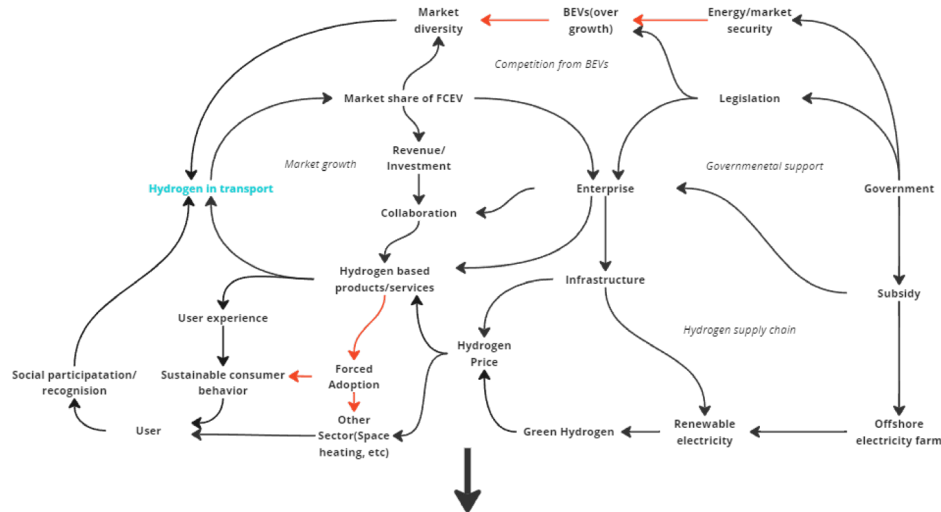 Market
diversity
BEVs(over
growth)
Energy/market
security
Competition from BEVs
Market share of FCEV
Legislation
Revenue/
Investment
Market growth
Governmenetal support
Hydrogen in transport
Enterprise
Government
Collaboration
Hydrogen based
products/services
Infrastructure
Subsidy
User experience
Hydrogen supply chain
Hydrogen
Price
Social participatation/
recognision
Sustainable consumer
behavior
Forced
Adoption
User
Other
Sector(Space
heating, etc)
Green Hydrogen
Renewable
electricity
Offshore
electricity farm